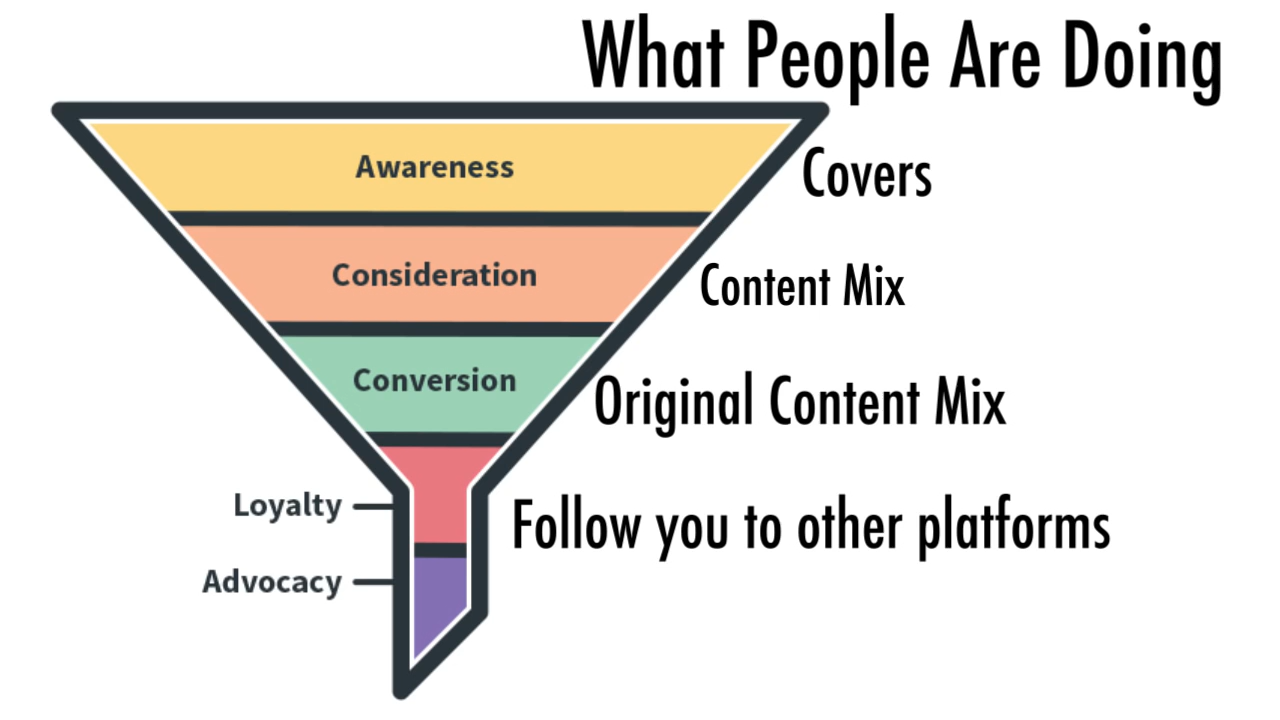 What People Are Doing
Awareness
Covers
Consideration
Content Mix
Conversion
Original Content Mix
Loyalty
Follow you to other platforms
Advocacy